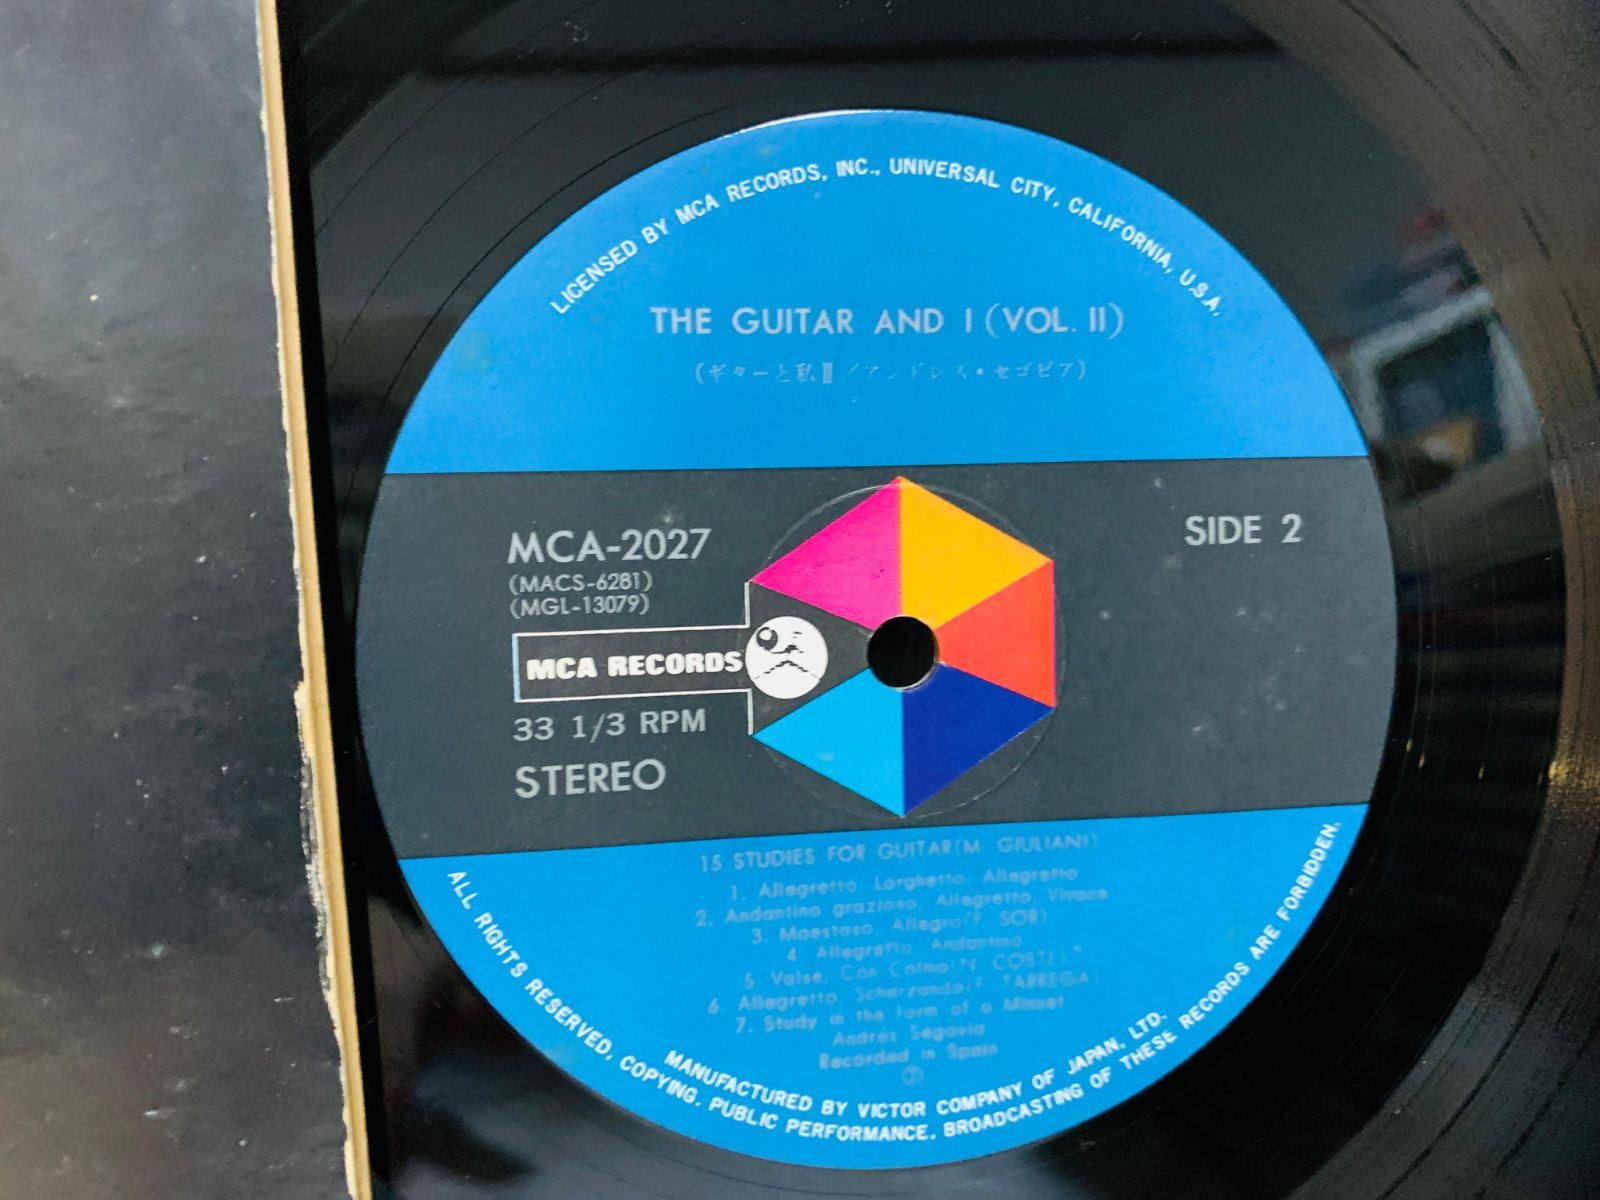 LICENSED BY MCA RECORDS, INC., UNIVERSAL CITY, CALIFORNIA, U.S.A.
THE GUITAR AND I (VOL. II)
(ギターと私Ⅱ/アンドレス・セゴビア)
MCA-2027
SIDE 2
(MACS-6281)
(MGL-13079)
MCA RECORDS
33 1/3 RPM
STEREO
15 STUDIES FOR GUITAR (M. GIULIANI)
1. Allegretto, Larghetto, Allegretto
2. Andantino grazioso, Allegretto, Vivace
3. Maestoso, Allegro (F. SOR)
4 Allegretto, Andantino
5. Valse, Con Calma (N. COSTE)
6. Allegretto, Scherzando (F. TARREGA)
7. Study in the form of a Minuet
Andrés Segovia
Recorded in Spain
⑦
MANUFACTURED BY VICTOR COMPANY OF JAPAN, LTD.
ALL RIGHTS RESERVED, COPYING, PUBLIC PERFORMANCE, BROADCASTING OF THESE RECORDS ARE FORBIDDEN.